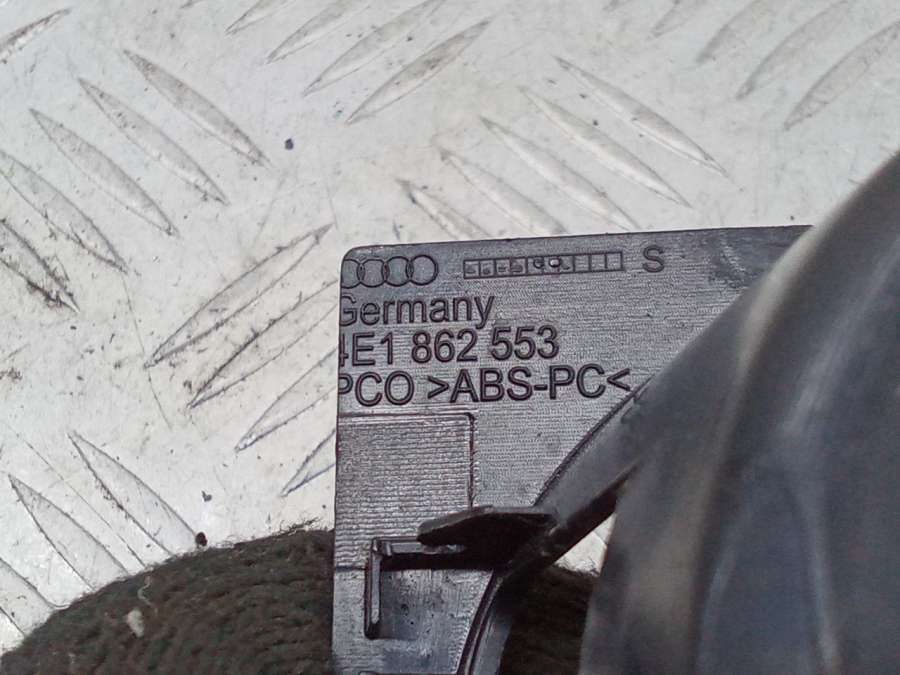 S
Germany
4E1 862 553
PCO >ABS-PC<